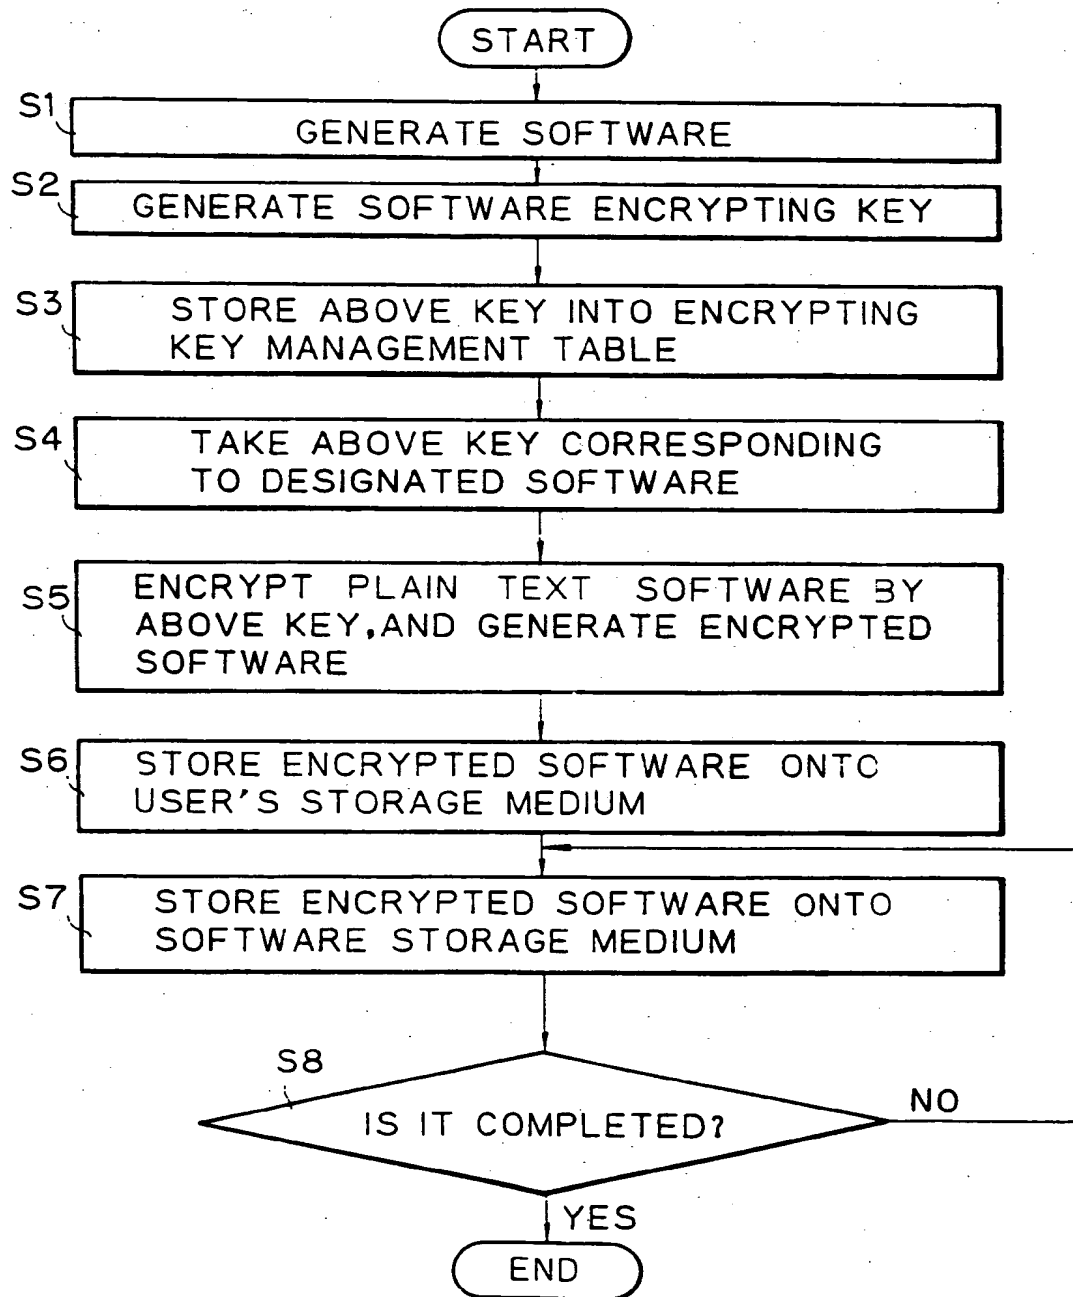 START
S1
GENERATE SOFTWARE
S2
GENERATE SOFTWARE ENCRYPTING KEY
S3
STORE ABOVE KEY INTO ENCRYPTING
KEY MANAGEMENT TABLE
S4
TAKE ABOVE KEY CORRESPONDING
TO DESIGNATED SOFTWARE
S5
ENCRYPT PLAIN TEXT SOFTWARE BY
ABOVE KEY, AND GENERATE ENCRYPTED
SOFTWARE
S6
STORE ENCRYPTED SOFTWARE ONTO
USER'S STORAGE MEDIUM
S7
STORE ENCRYPTED SOFTWARE ONTO
SOFTWARE STORAGE MEDIUM
S8
IS IT COMPLETED?
NO
YES
END